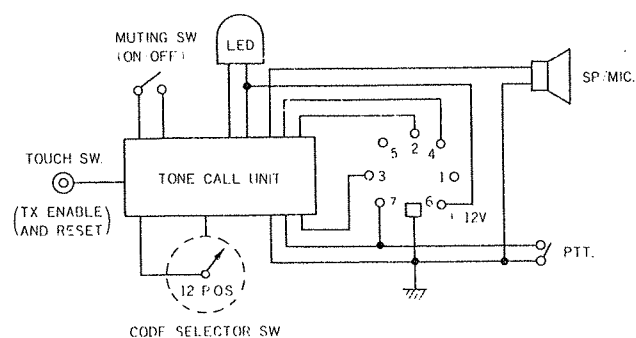 MUTING SW
(ON OFF)
LED
SP/MIC.
TOUCH SW.
(TX ENABLE
AND RESET)
TONE CALL UNIT
5
2
4
3
1
7
6
+ 12V
PTT.
12 POS
CODE SELECTOR SW